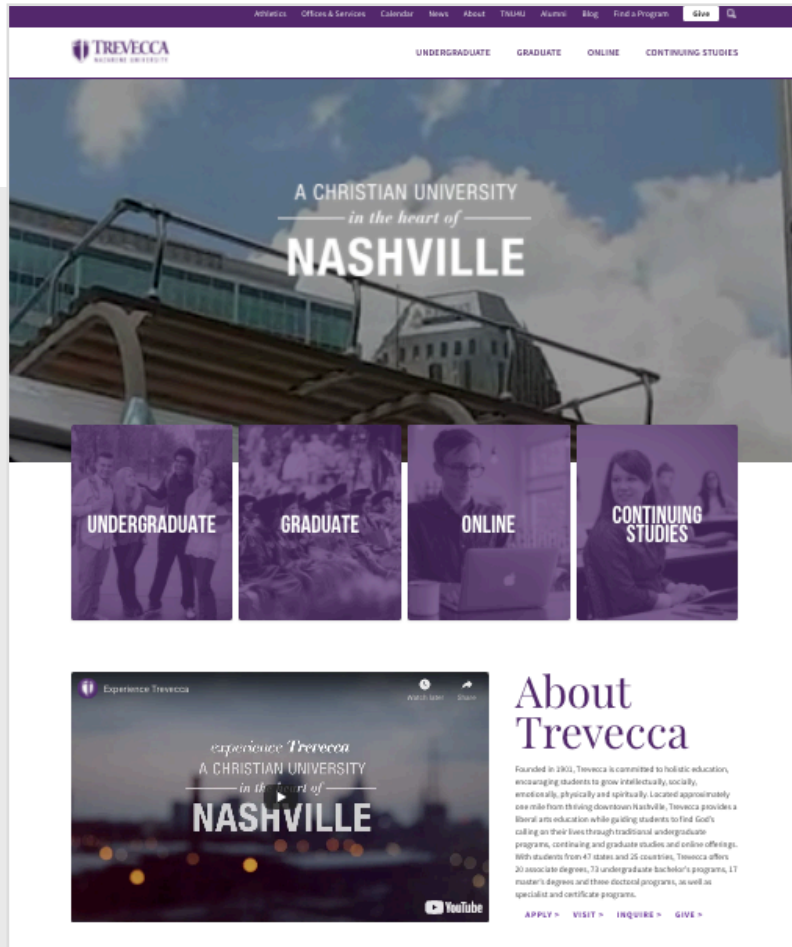 Athletics Offices & Services Calendar News About TNU4U Alumni Blog Find a Program Give
TREVECCA
NAZARENE UNIVERSITY
UNDERGRADUATE GRADUATE ONLINE CONTINUING STUDIES
A CHRISTIAN UNIVERSITY
in the heart of
NASHVILLE
UNDERGRADUATE
GRADUATE
ONLINE
CONTINUING
STUDIES
Experience Trevecca
Watch later Share
experience Trevecca
A CHRISTIAN UNIVERSITY
in the heart of
NASHVILLE
YouTube
About
Trevecca
Founded in 1901, Trevecca is committed to holistic education,
encouraging students to grow intellectually, socially,
emotionally, physically and spiritually. Located approximately
one mile from thriving downtown Nashville, Trevecca provides a
liberal arts education while guiding students to find God's
calling on their lives through traditional undergraduate
programs, continuing and graduate studies and online offerings.
With students from 47 states and 25 countries, Trevecca offers
20 associate degrees, 73 undergraduate bachelor's programs, 17
master's degrees and three doctoral programs, as well as
specialist and certificate programs.
APPLY > VISIT > INQUIRE > GIVE >